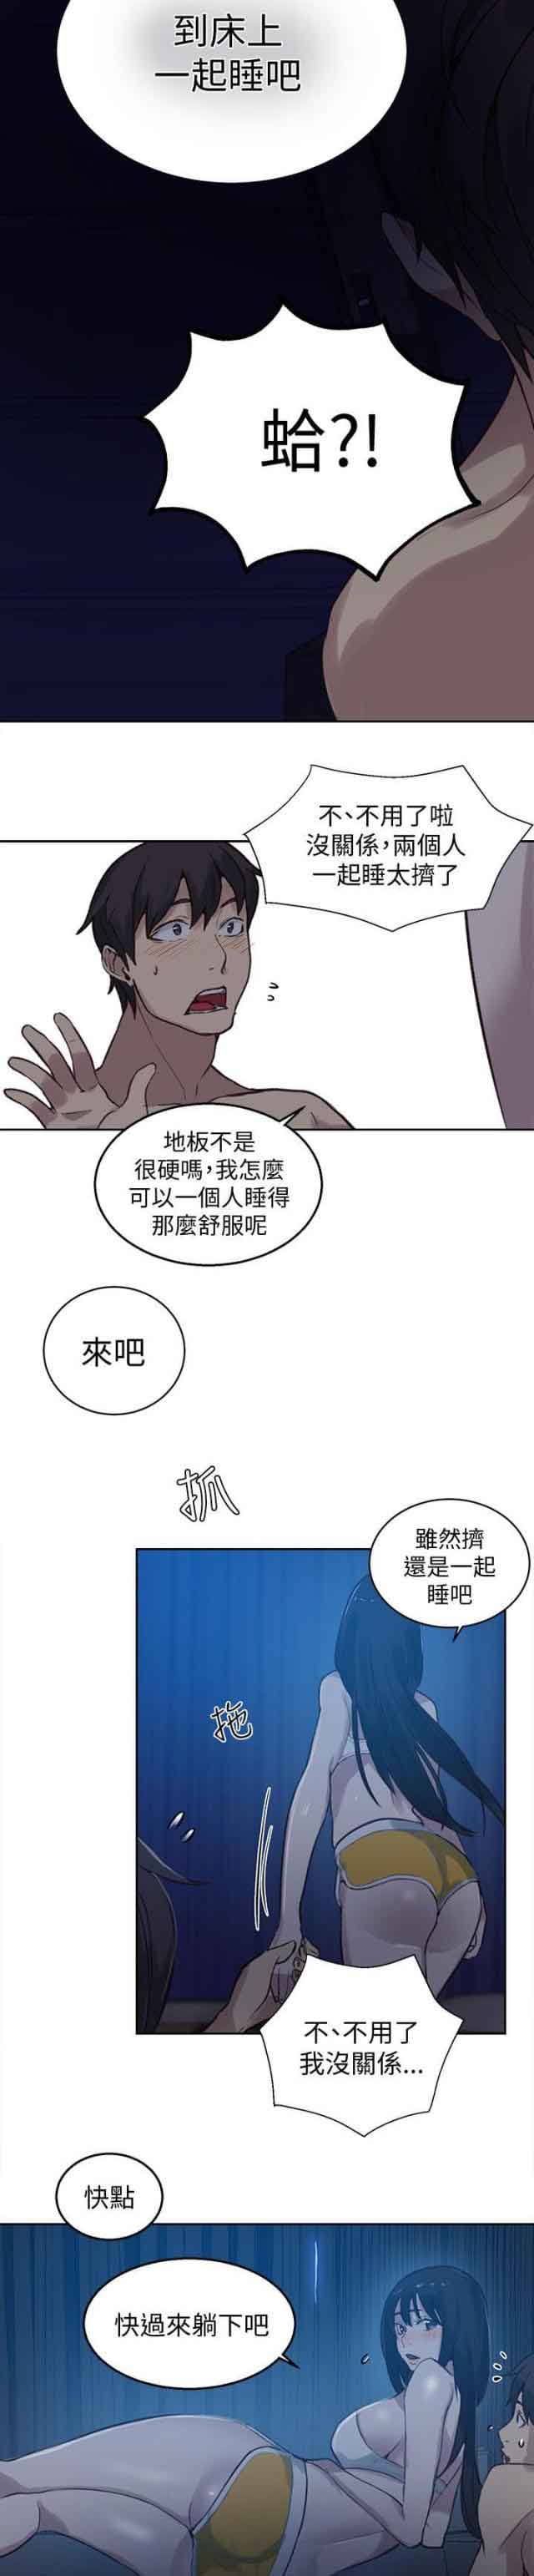 到床上
一起睡吧
蛤?!
不、不用了啦
沒關係，兩個人
一起睡太擠了
地板不是
很硬嗎，我怎麼
可以一個人睡得
那麼舒服呢
來吧
抓
雖然擠
還是一起
睡吧
拖
不、不用了
我沒關係...
快點
快過來躺下吧